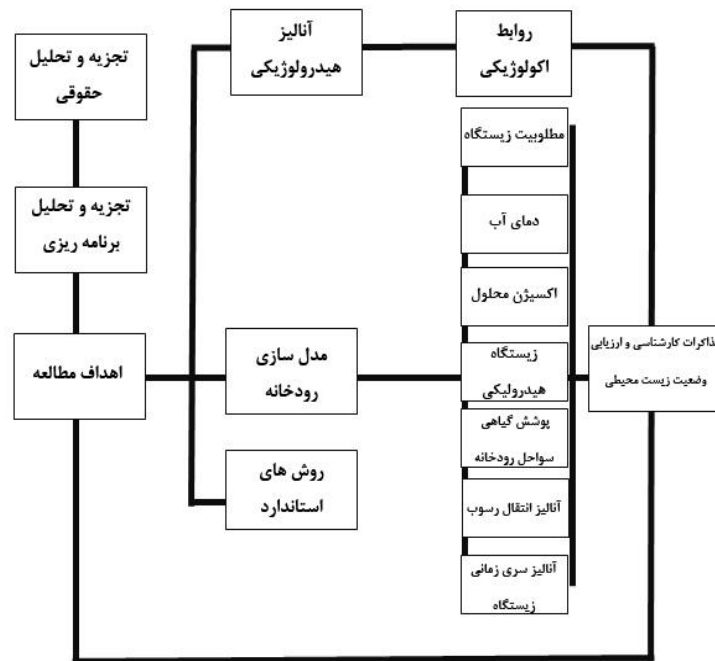 تجزیه و تحلیل
حقوقی
تجزیه و تحلیل
برنامه ریزی
اهداف مطالعه
آنالیز
هیدرولوژیکی
مدل سازی
رودخانه
روش های
استاندارد
روابط
اکولوژیکی
مطلوبیت زیستگاه
دمای آب
اکسیژن محلول
زیستگاه
هیدرولیکی
پوشش گیاهی
سواحل رودخانه
آنالیز انتقال رسوب
آنالیز سری زمانی
زیستگاه
ذاکرات کارشناسی و ارزیابی
وضعیت زیست محیطی